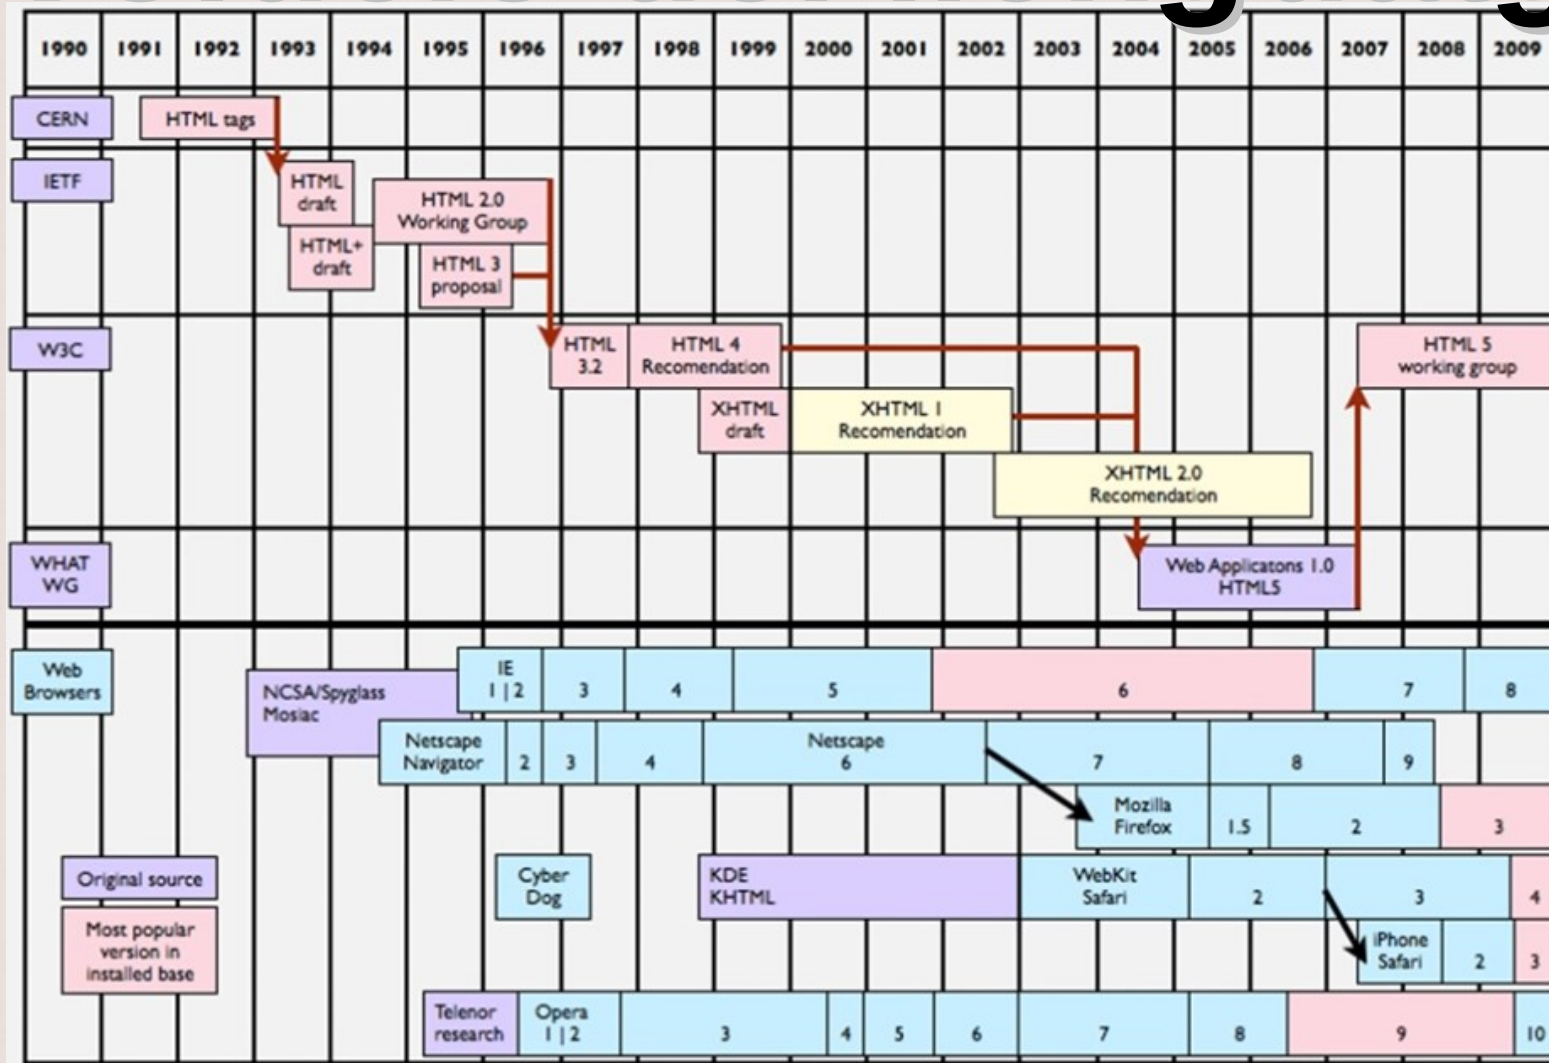 1990 1991 1992 1993 1994 1995 1996 1997 1998 1999 2000 2001 2002 2003 2004 2005 2006 2007 2008 2009
CERN
HTML tags
IETF
HTML
draft
HTML 2.0
Working Group
HTML+
draft
HTML 3
proposal
W3C
HTML
3.2
HTML 4
Recomendation
HTML 5
working group
XHTML
draft
XHTML 1
Recomendation
XHTML 2.0
Recomendation
WHAT
WG
Web Applicatons 1.0
HTML5
Web
Browsers
NCSA/Spyglass
Mosiac
IE
1 | 2 3 4 5 6 7 8
Netscape
Navigator
2 3 4
Netscape
6
7 8 9
Mozilla
Firefox
1.5 2 3
Original source
Most popular
version in
installed base
Cyber
Dog
KDE
KHTML
WebKit
Safari
2 3 4
iPhone
Safari
2 3
Telenor
research
Opera
1 | 2 3 4 5 6 7 8 9 10